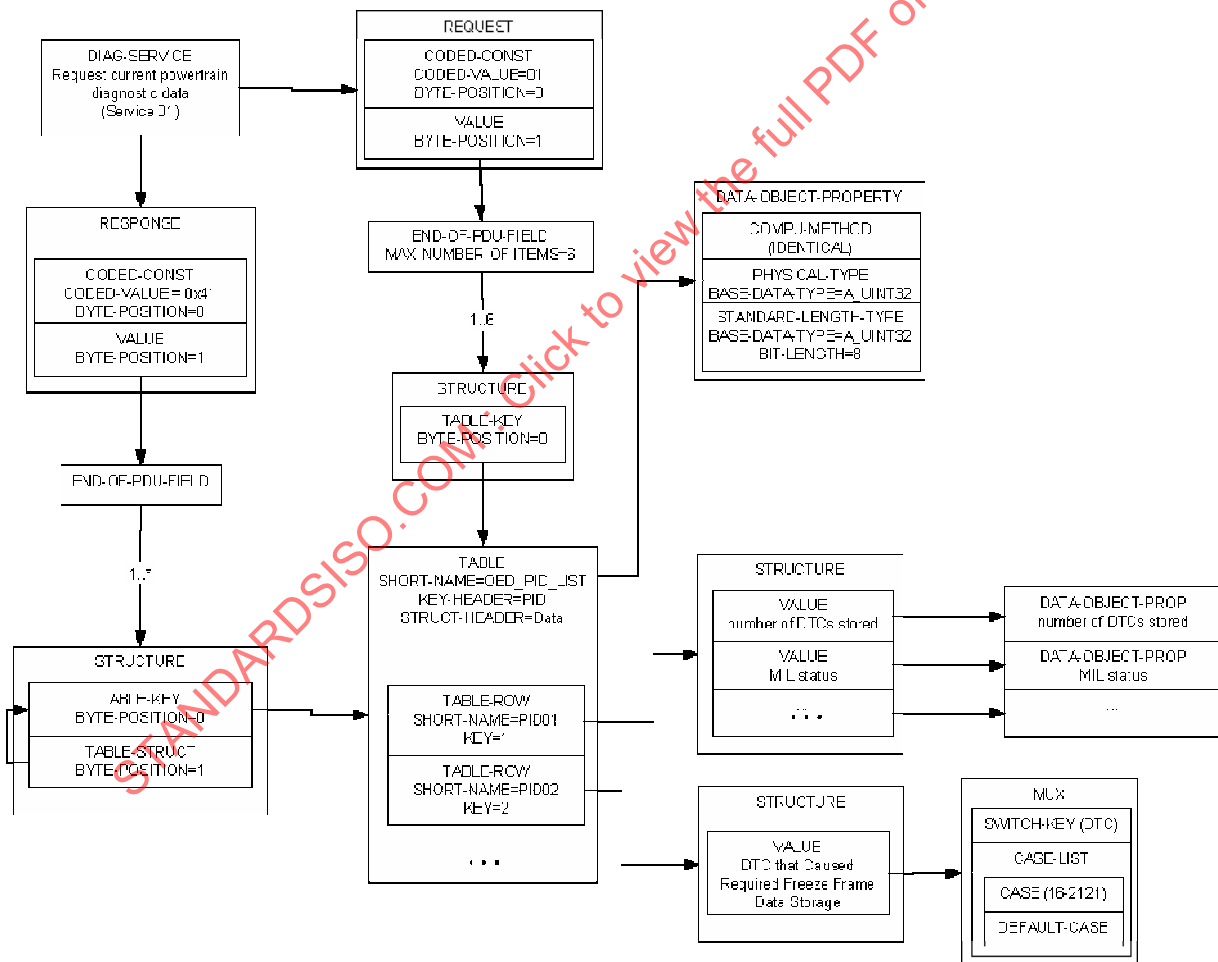 REQUEST
CODED-CONST
CODED-VALUE=01
BYTE-POSITION=0
VALUE
BYTE-POSITION=1
DIAG-SERVICE
Request current powertrain
diagnostic data
(Service 01)
RESPONSE
CODED-CONST
CODED-VALUE = 0x41
BYTE-POSITION=0
VALUE
BYTE-POSITION=1
END-OF-PDU-FIELD
MAX NUMBER OF ITEMS=6
1..6
DATA-OBJECT-PROPERTY
COMPU-METHOD
(IDENTICAL)
PHYSICAL-TYPE
BASE-DATA-TYPE=A_UINT32
STANDARD-LENGTH-TYPE
BASE-DATA-TYPE=A_UINT32
BIT-LENGTH=8
STRUCTURE
TABLE-KEY
BYTE-POSITION=0
END-OF-PDU-FIELD
STRUCTURE
TABLE-KEY
BYTE-POSITION=0
TABLE-STRUCT
BYTE-POSITION=1
TABLE
SHORT-NAME=OBD_PID_LIST
KEY-HEADER=PID
STRUCT-HEADER=Data
TABLE-ROW
SHORT-NAME=PID01
KEY=1
TABLE-ROW
SHORT-NAME=PID02
KEY=2
...
STRUCTURE
VALUE
number of DTCs stored
VALUE
MIL status
...
DATA-OBJECT-PROP
number of DTCs stored
DATA-OBJECT-PROP
MIL status
...
STRUCTURE
VALUE
DTC that Caused
Required Freeze Frame
Data Storage
MUX
SWITCH-KEY (DTC)
CASE-LIST
CASE (16-2121)
DEFAULT-CASE
STANDARDSISO.COM : Click to view the full PDF of